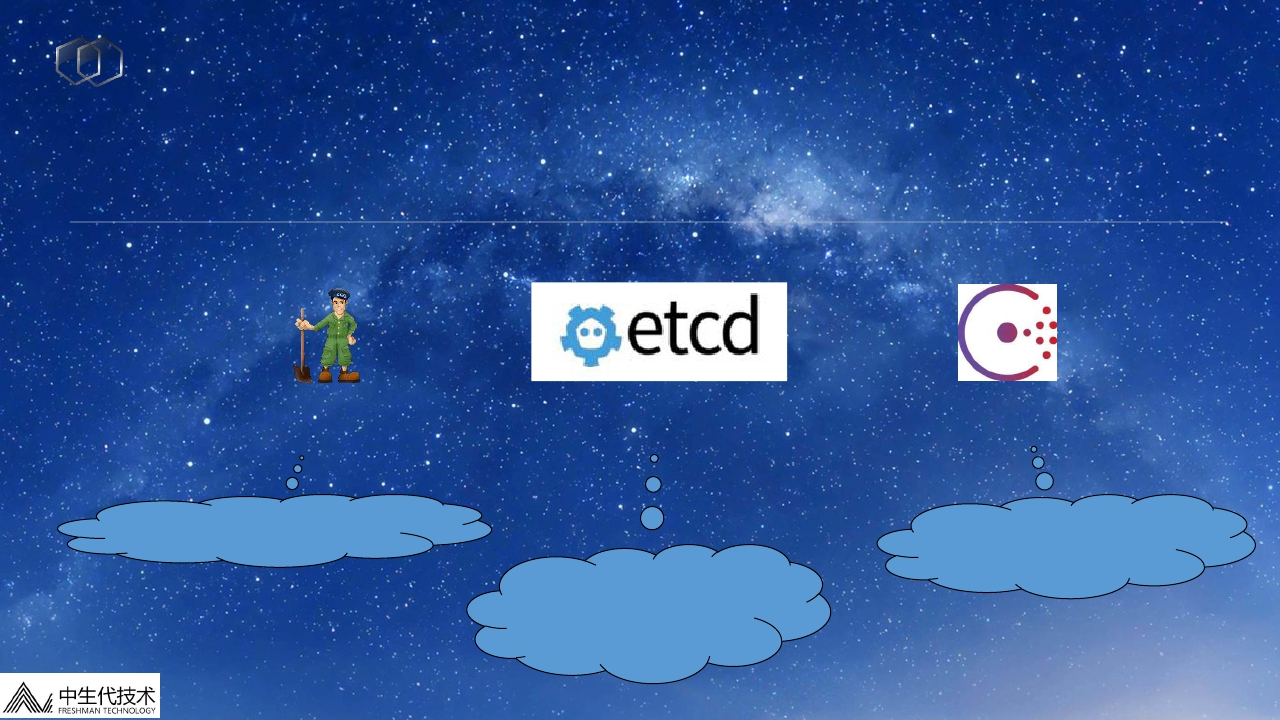 etcd
中生代技术
FRESHMAN TECHNOLOGY